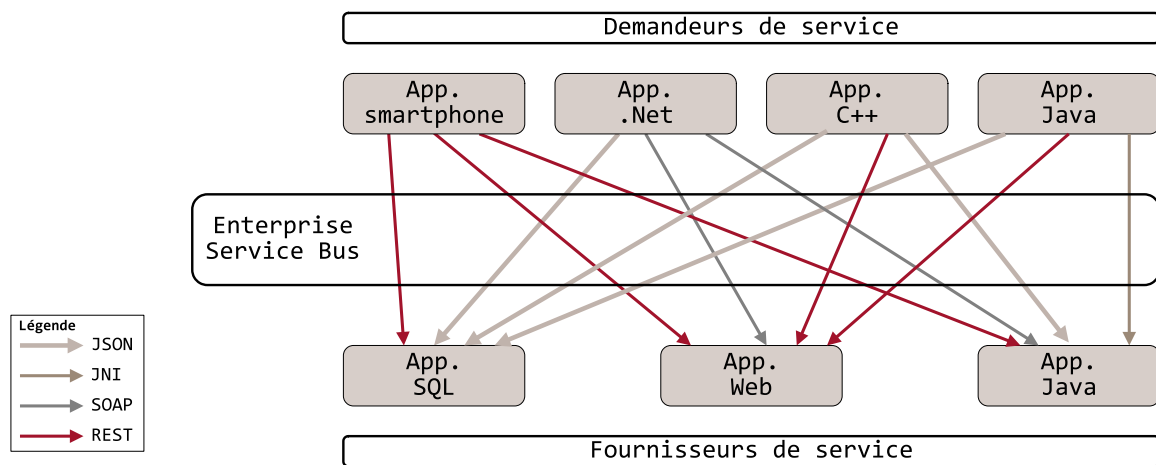 Demandeurs de service
App.
smartphone
App.
.Net
App.
C++
App.
Java
Enterprise
Service Bus
Légende
JSON
JNI
SOAP
REST
App.
SQL
App.
Web
App.
Java
Fournisseurs de service